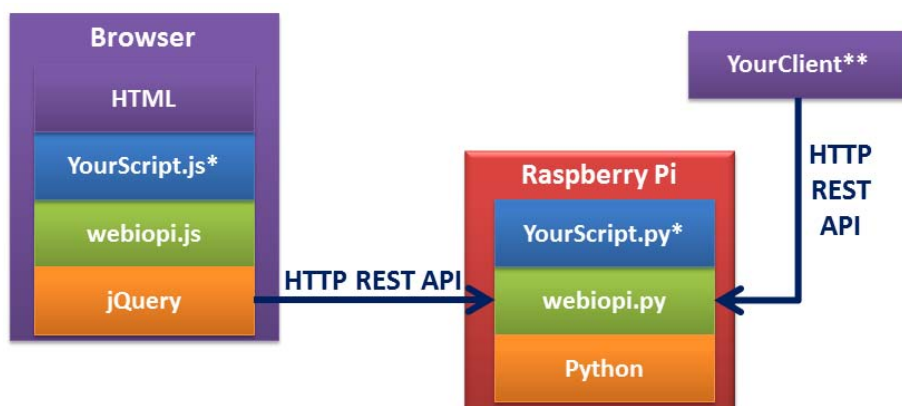 Browser
HTML
YourScript.js*
webiopi.js
jQuery
HTTP REST API
Raspberry Pi
YourScript.py*
webiopi.py
Python
YourClient**
HTTP
REST
API